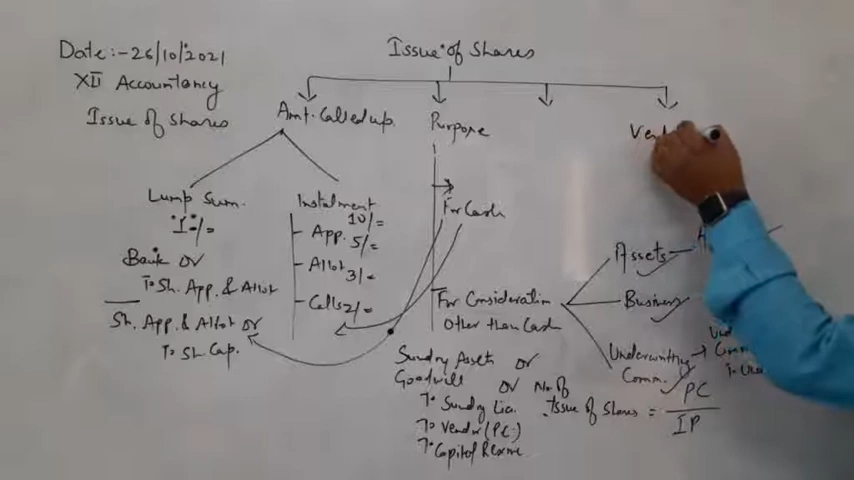 Date:-26/10/2021
XII Accountancy
Issue of Shares
Issue of Shares
Amt. Called up.
Lump Sum.
Bank Dr
To Sh. App. & Allot
Sh. App. & Allot Dr
To Sh Cap.
Instalment
10/=
App.
5/=
Allot 3/=
Calls 2/=
Purpose
For Cash
For Consideration
Other than Cash
Assets
Business
Underwriting
Comm.
Sundry Assets Dr
Goodwill Dr
To Sundry Lia.
To Vendor (PC)
To Capital Reserve
No. of
Issue of Shares = PC
IP
Ven